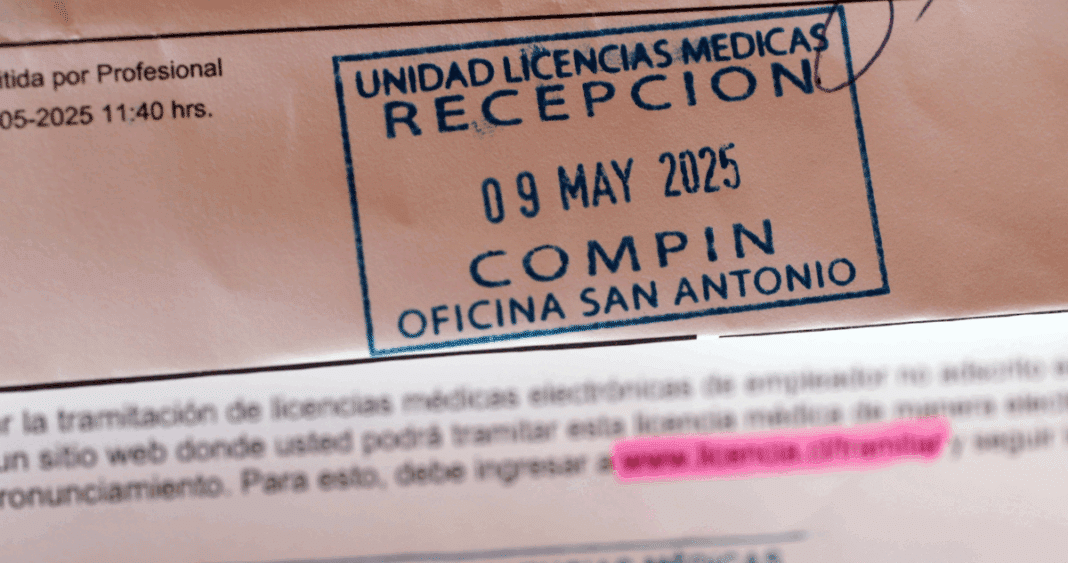 itida por Profesional
05-2025 11:40 hrs.
UNIDAD LICENCIAS MEDICAS
RECEPCION
09 MAY 2025
COMPIN
OFICINA SAN ANTONIO
r la tramitación de licencias médicas electrónicas de empleador no adscrito
un sitio web donde usted podrá tramitar esta licencia médica de manera elect
ronunciamiento. Para esto, debe ingresar a www.licencia.cl/tramitar y seguir